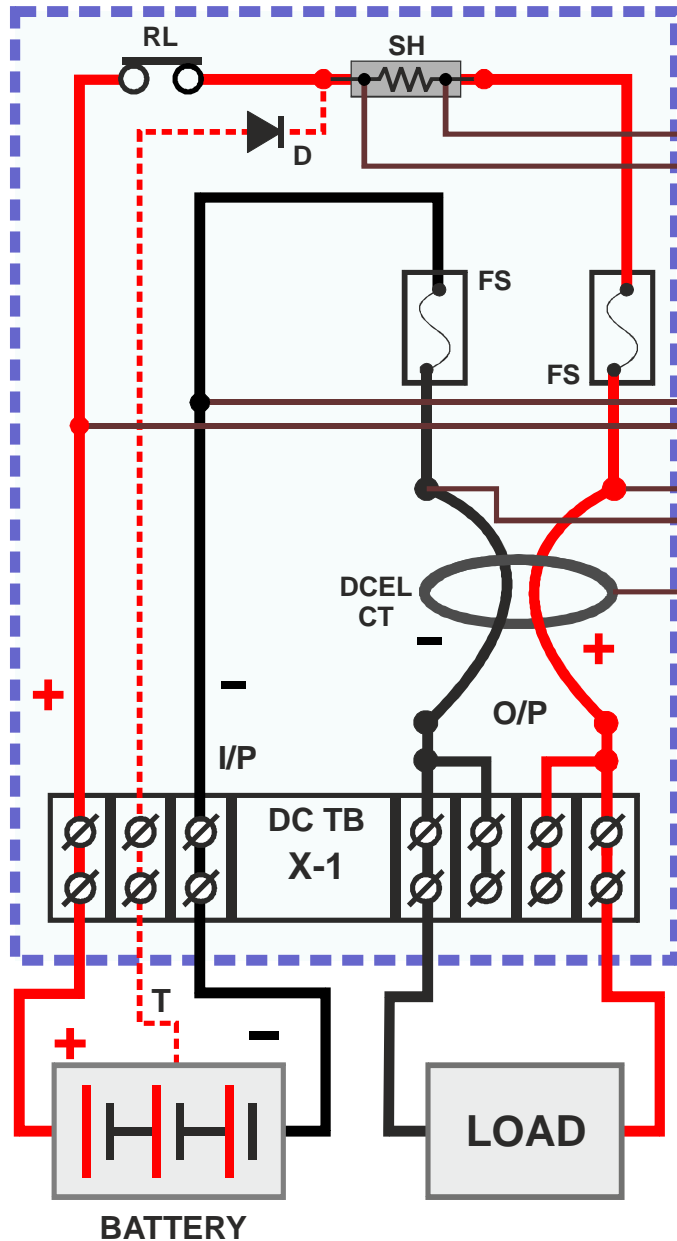 RL
SH
D
FS
FS
DCEL
CT
−
+
+
−
O/P
I/P
DC TB
X-1
T
+
−
LOAD
BATTERY